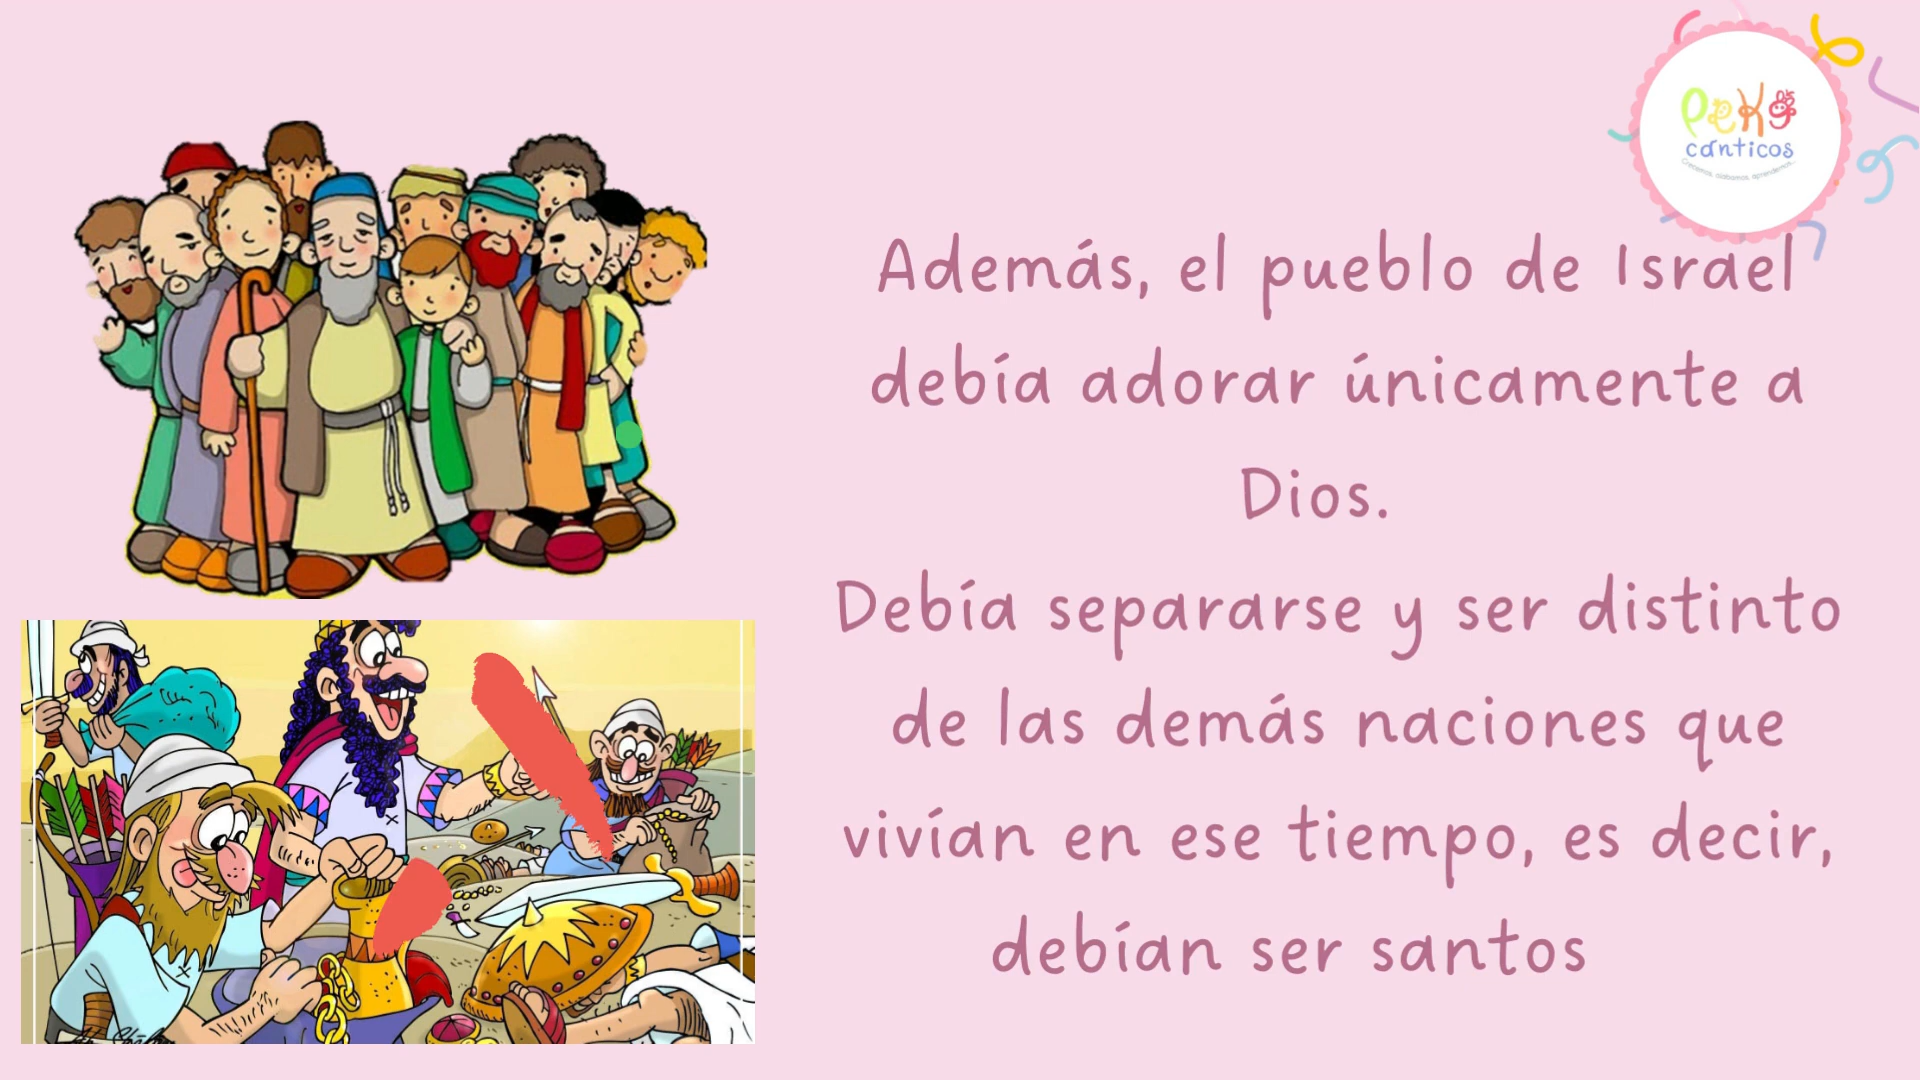 Peko
cánticos
Además, el pueblo de Israel
debía adorar únicamente a
Dios.
Debía separarse y ser distinto
de las demás naciones que
vivían en ese tiempo, es decir,
debían ser santos